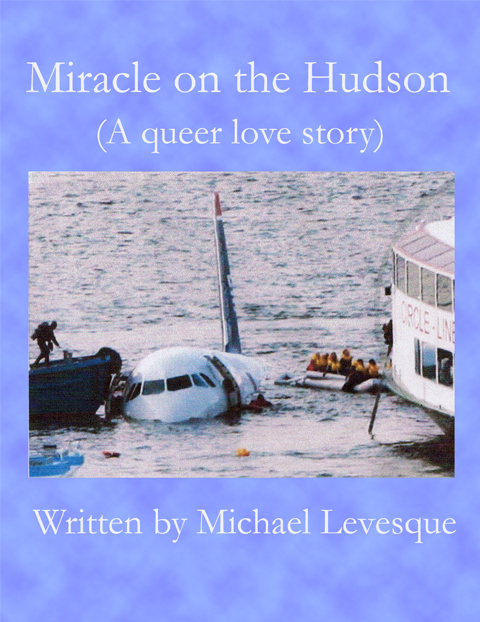 Miracle on the Hudson
(A queer love story)
CIRCLE-LINE
Written by Michael Levesque